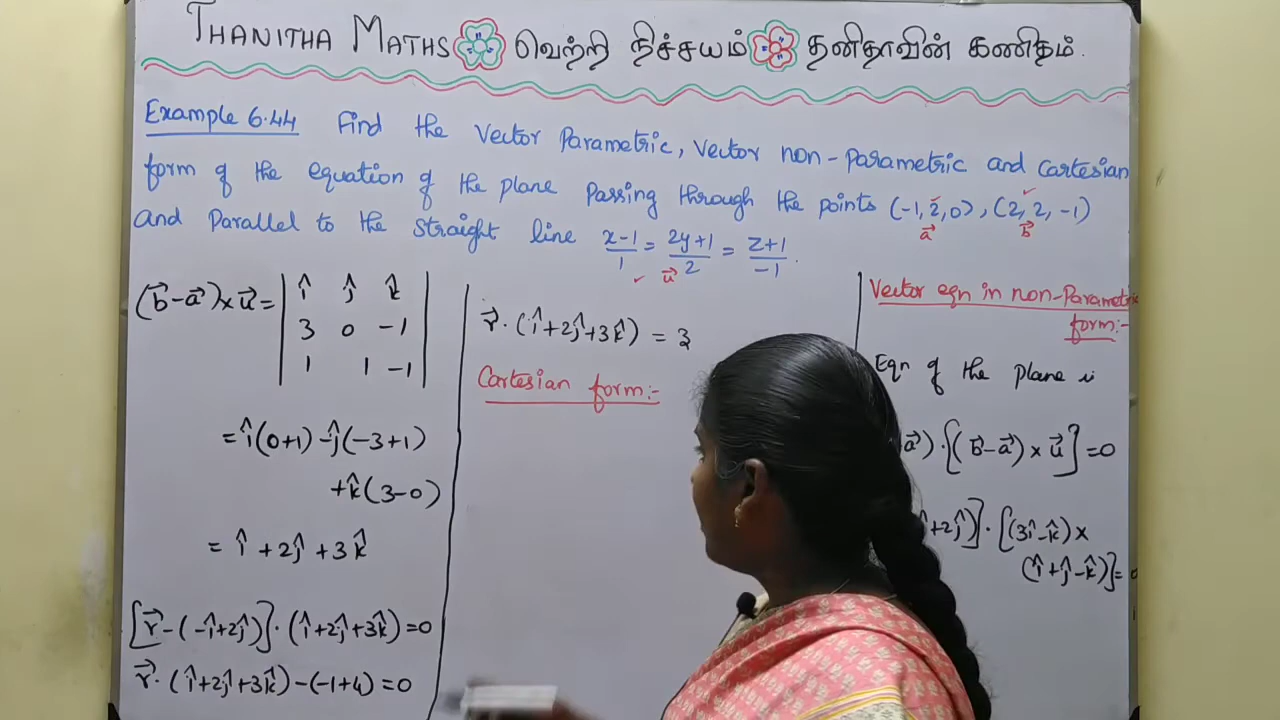 THANITHA MATHS வெற்றி நிச்சயம் தனிதாவின் கணிதம்.
Example 6.44 Find the Vector Parametric, Vector non-Parametric and Cartesian
form of the equation of the plane passing through the points (-1, 2, 0), (2, 2, -1)
and Parallel to the straight line x-1/1 = 2y+1/2 = z+1/-1.
a⃗ b⃗
u⃗
(b⃗-a⃗)×u⃗ = | î ĵ k̂ |
| 3 0 -1 |
| 1 1 -1 |
= î(0+1) -ĵ(-3+1)
+k̂(3-0)
= î + 2ĵ + 3k̂
[r⃗-(-î+2ĵ)]·(î+2ĵ+3k̂)=0
r⃗·(î+2ĵ+3k̂)-(-1+4)=0
r⃗·(î+2ĵ+3k̂) = 3
Cartesian form:-
Vector eqn in non-Parametric
form:-
Eqn of the plane is
a⃗)·[(b⃗-a⃗)×u⃗]=0
+2ĵ)]·[(3î-k̂)×
(î+ĵ-k̂)]=0